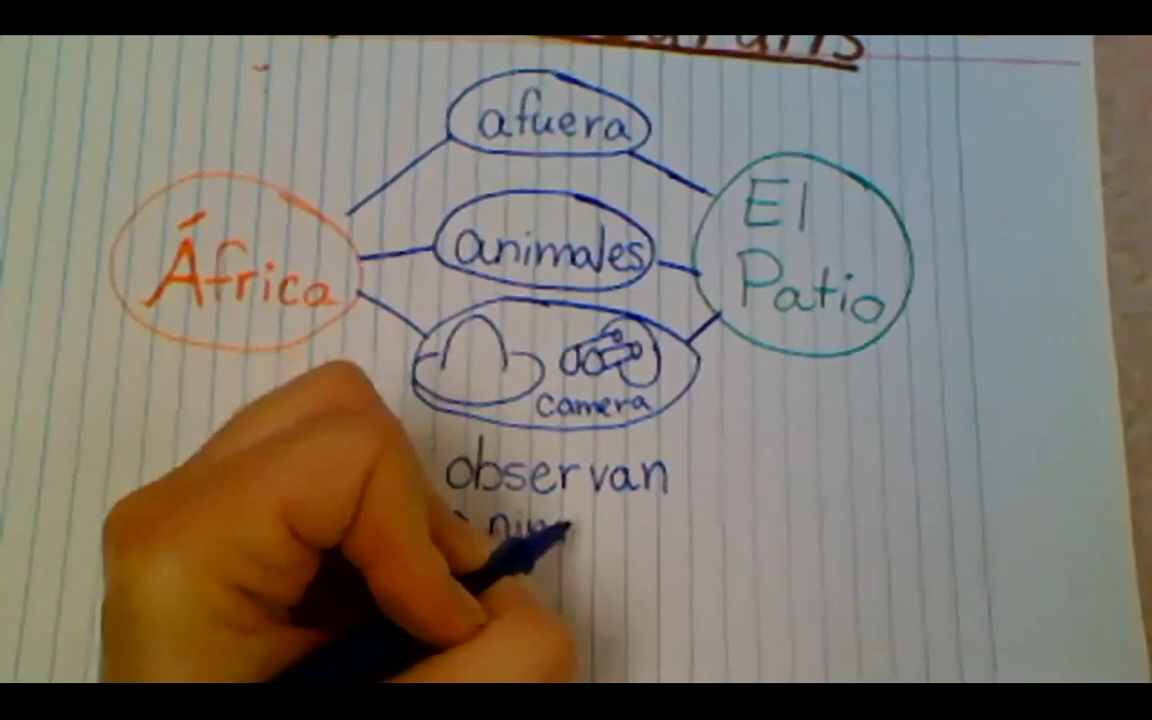 afuera
África
animales
El
Patio
camera
observan